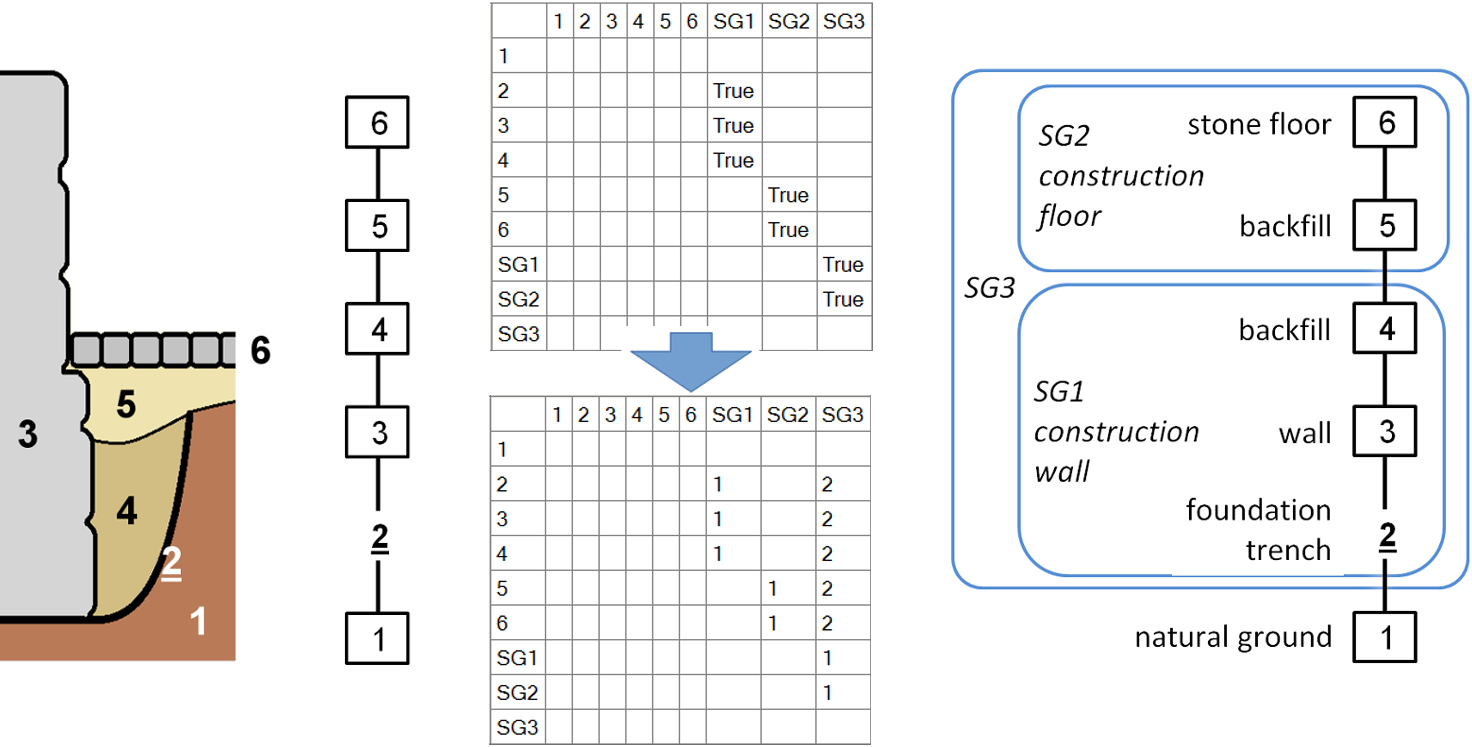 6
5
3
4
2
1
6
5
4
3
2
1
1 2 3 4 5 6 SG1 SG2 SG3
1
2 True
3 True
4 True
5 True
6 True
SG1 True
SG2 True
SG3
1 2 3 4 5 6 SG1 SG2 SG3
1
2 1 2
3 1 2
4 1 2
5 1 2
6 1 2
SG1 1
SG2 1
SG3
SG3
SG2
construction
floor
stone floor 6
backfill 5
SG1
construction
wall
backfill 4
wall 3
foundation
trench 2
natural ground 1